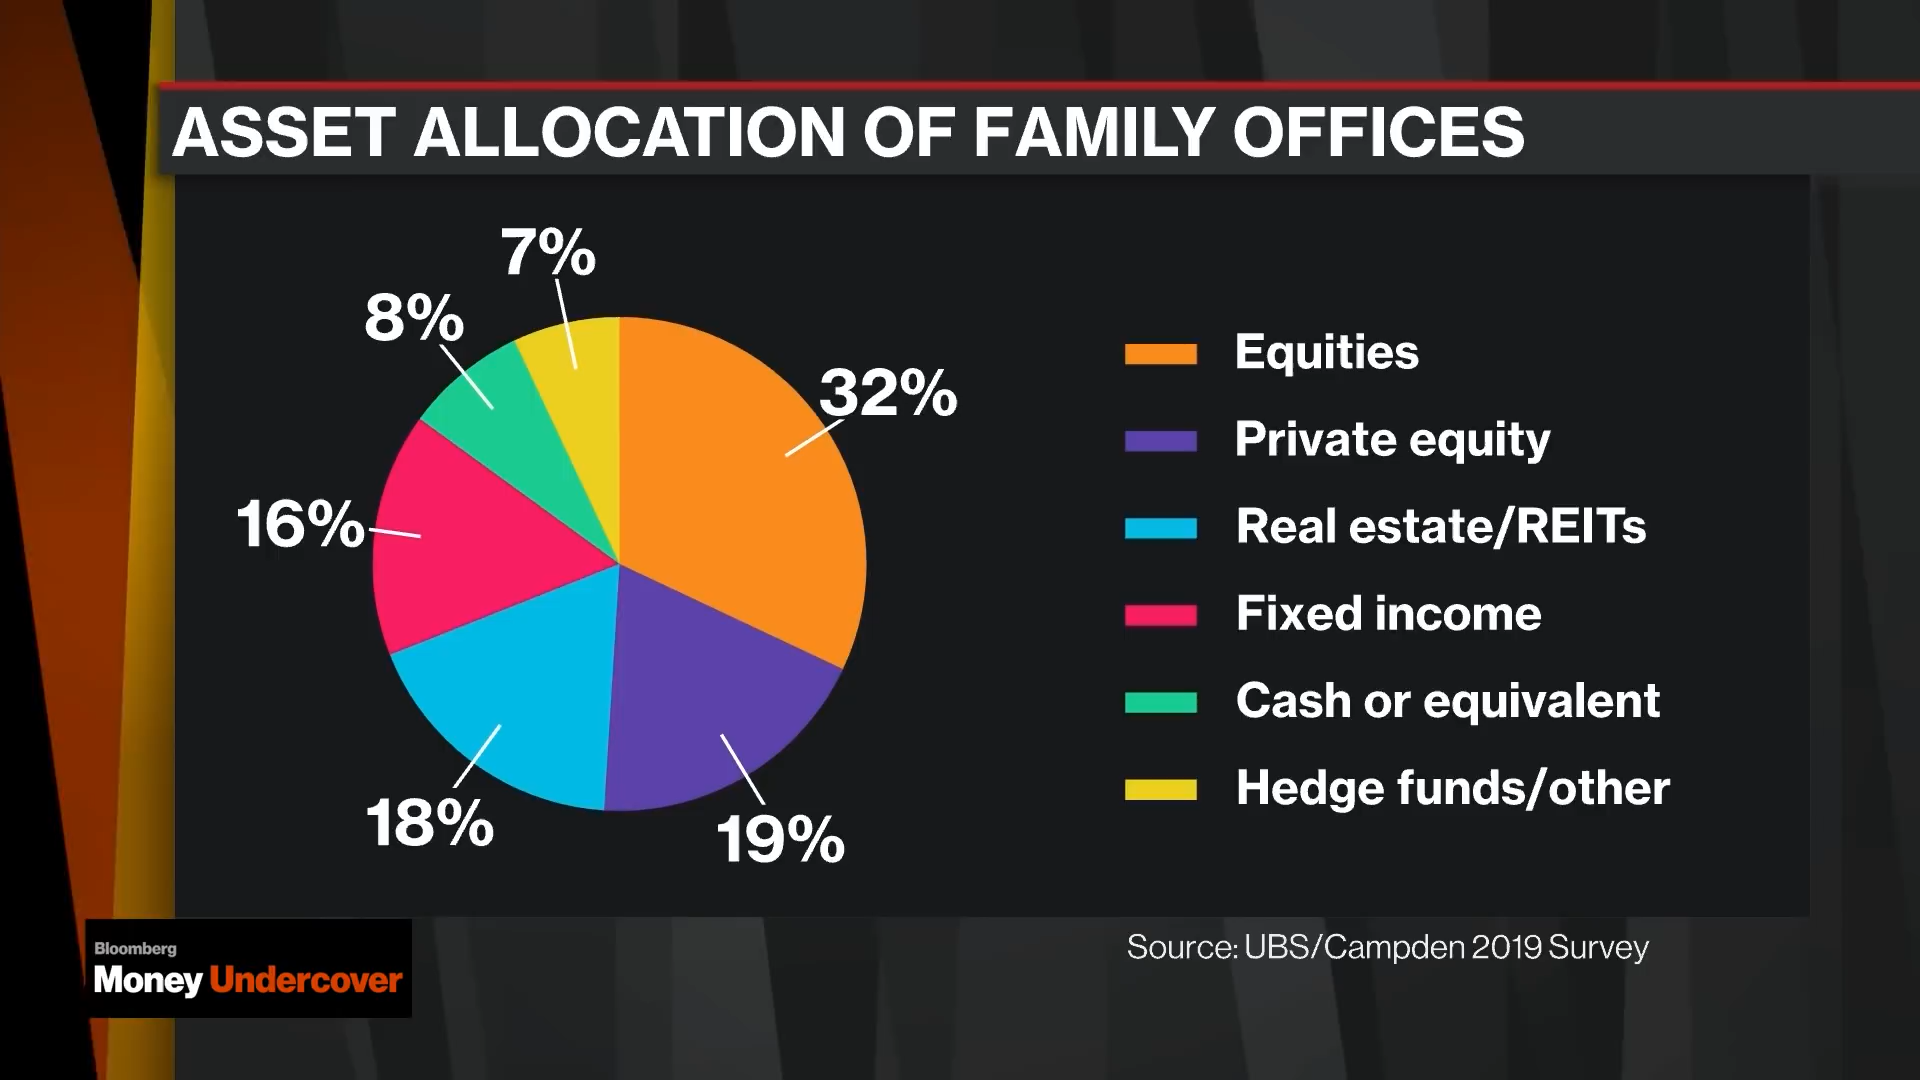 ASSET ALLOCATION OF FAMILY OFFICES
7%
8%
32%
16%
18%
19%
Equities
Private equity
Real estate/REITs
Fixed income
Cash or equivalent
Hedge funds/other
Bloomberg
Money Undercover
Source: UBS/Campden 2019 Survey